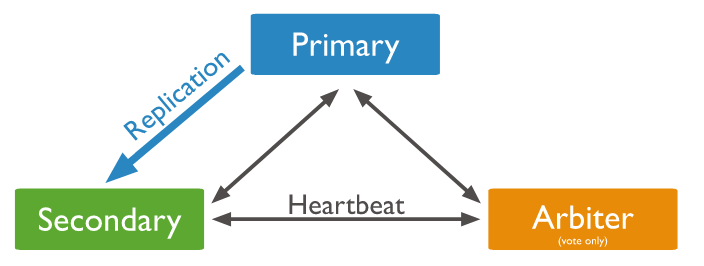 Primary
Replication
Heartbeat
Secondary
Arbiter
(vote only)